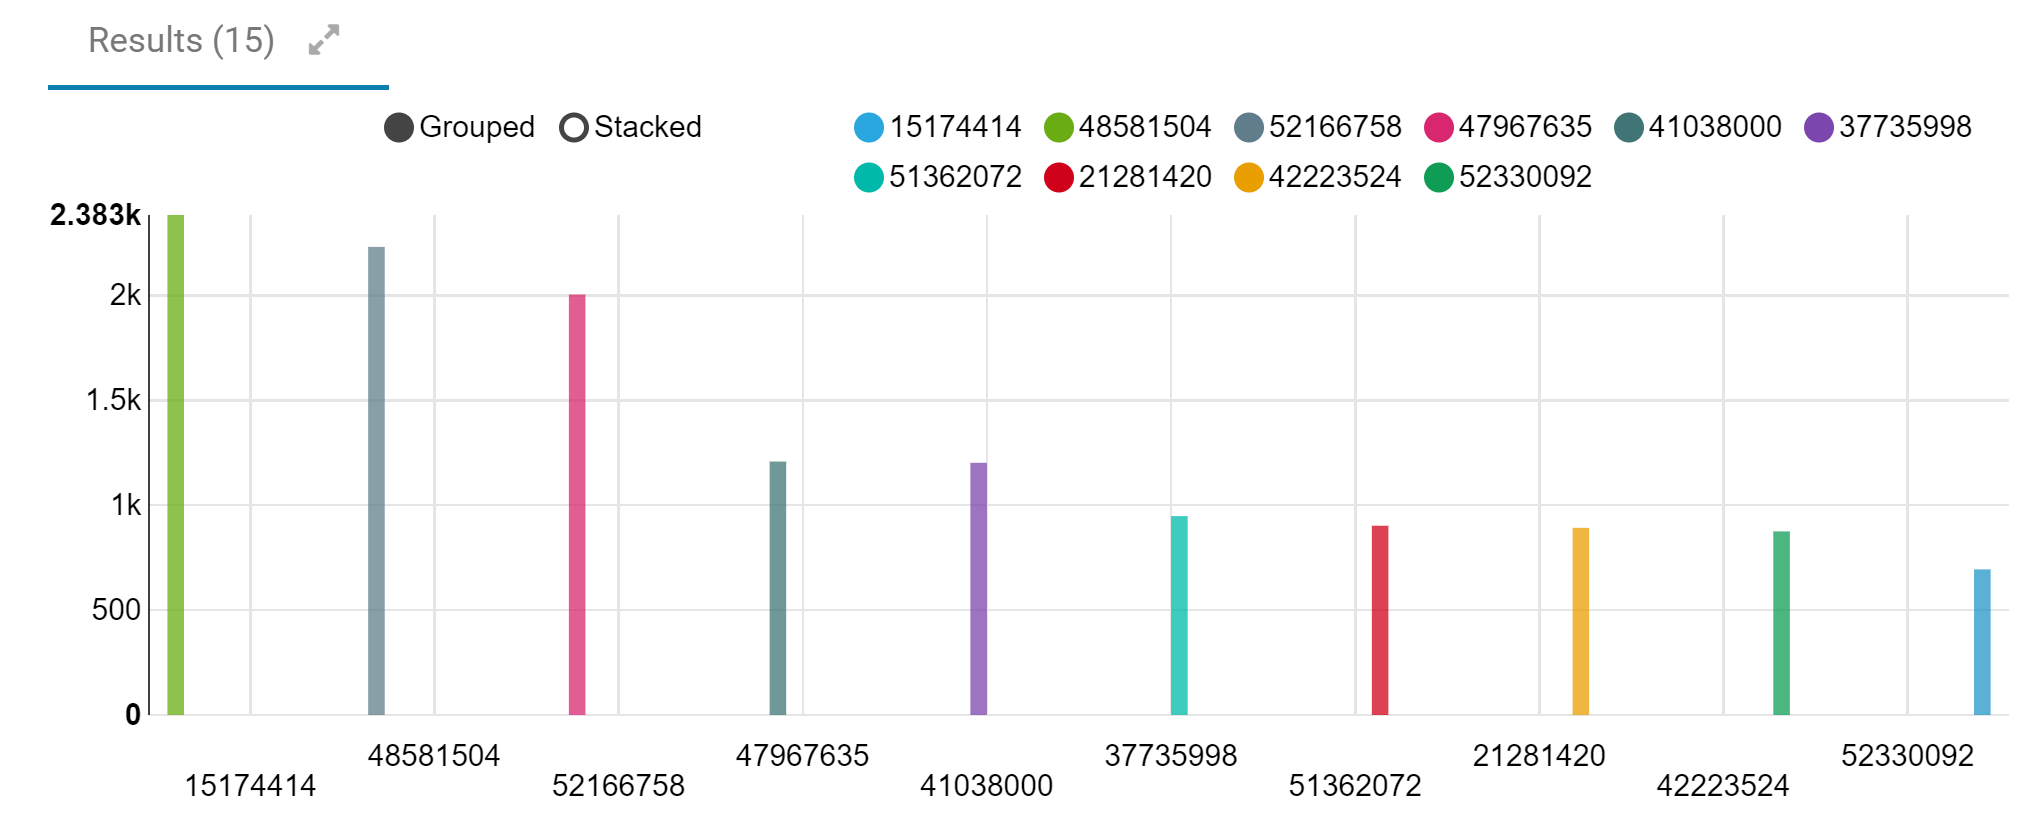 Results (15)
Grouped Stacked 15174414 48581504 52166758 47967635 41038000 37735998
51362072 21281420 42223524 52330092
2.383k
2k
1.5k
1k
500
0
48581504 47967635 37735998 21281420 52330092
15174414 52166758 41038000 51362072 42223524